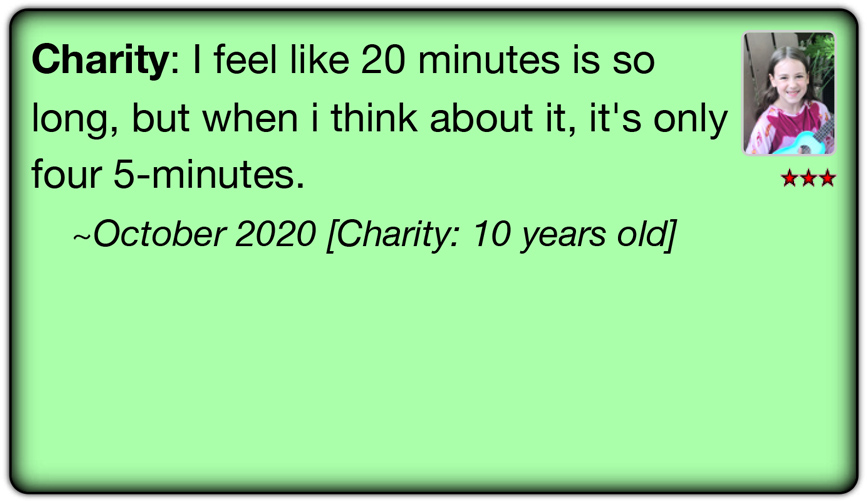 Charity: I feel like 20 minutes is so
long, but when i think about it, it's only
four 5-minutes.
~October 2020 [Charity: 10 years old]